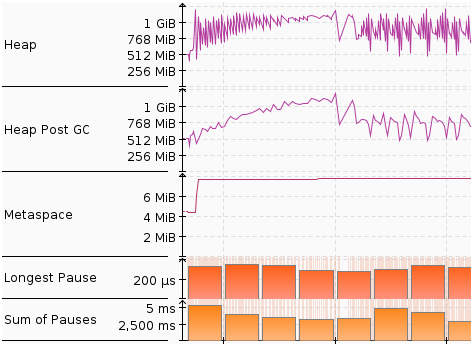 Heap
1 GiB
768 MiB
512 MiB
256 MiB
Heap Post GC
1 GiB
768 MiB
512 MiB
256 MiB
Metaspace
6 MiB
4 MiB
2 MiB
Longest Pause
200 µs
Sum of Pauses
5 ms
2,500 ms